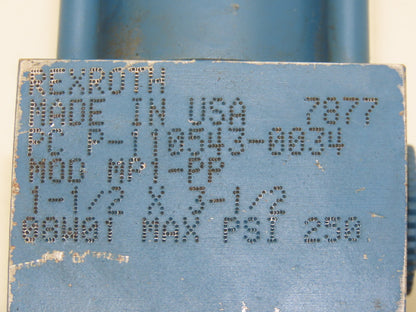 REXROTH
MADE IN USA 7877
PC P-110543-0034
MOD MP1-PP
1-1/2 X 3-1/2
08W01 MAX PSI 250